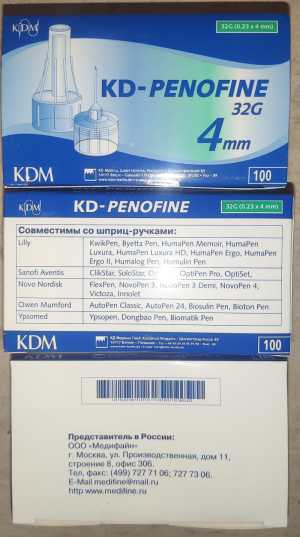 KDM
32G (0,23 x 4 mm)
KD-PENOFINE
32G
4mm
KDM
100
KDM
KD-PENOFINE
32G (0,23 x 4 mm)
Совместимы со шприц-ручками:
Lilly
KwikPen, Byetta Pen, HumaPen Memoir, HumaPen
Luxura, HumaPen Luxura HD, HumaPen Ergo, HumaPen
Ergo II, Humalog Pen, Humulin Pen
Sanofi Aventis
ClikStar, SoloStar, OptiPen Pro, OptiSet,
Novo Nordisk
FlexPen, NovoPen 3, NovoPen 3 Demi, NovoPen 4,
Victoza, Innolet
Owen Mumford
AutoPen Classic, AutoPen 24, Biosulin Pen, Bioton Pen
Ypsomed
Ypsopen, Dongbao Pen, Biomatik Pen
KDM
100
Представитель в России:
ООО «Медифайн»
г. Москва, ул. Производственная, дом 11,
строение 8, офис 306.
Тел, факс: (499) 727 71 06; 727 73 06.
E-mail: medifine@mail.ru
http://www.medifine.ru